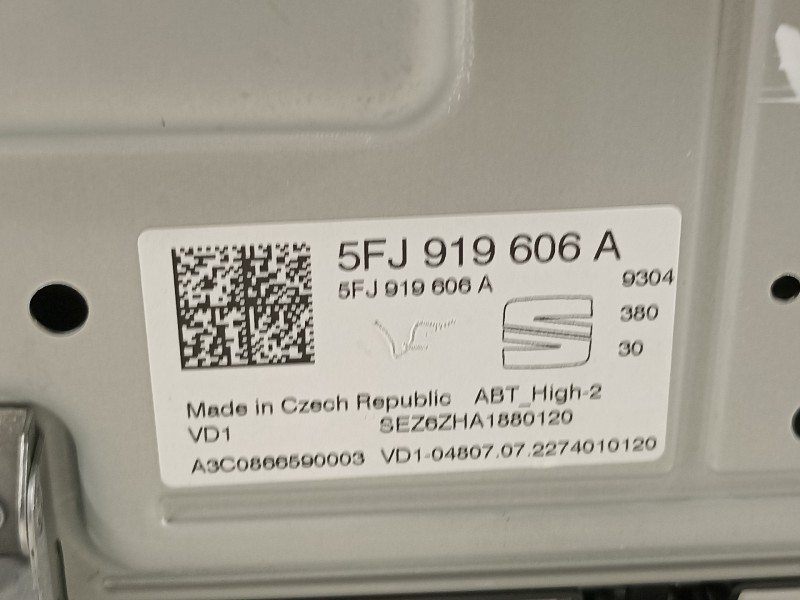 5FJ 919 606 A
5FJ 919 606 A
9304
380
30
Made in Czech Republic ABT_High-2
VD1 SEZ6ZHA1880120
A3C0866590003 VD1-04807.07.2274010120